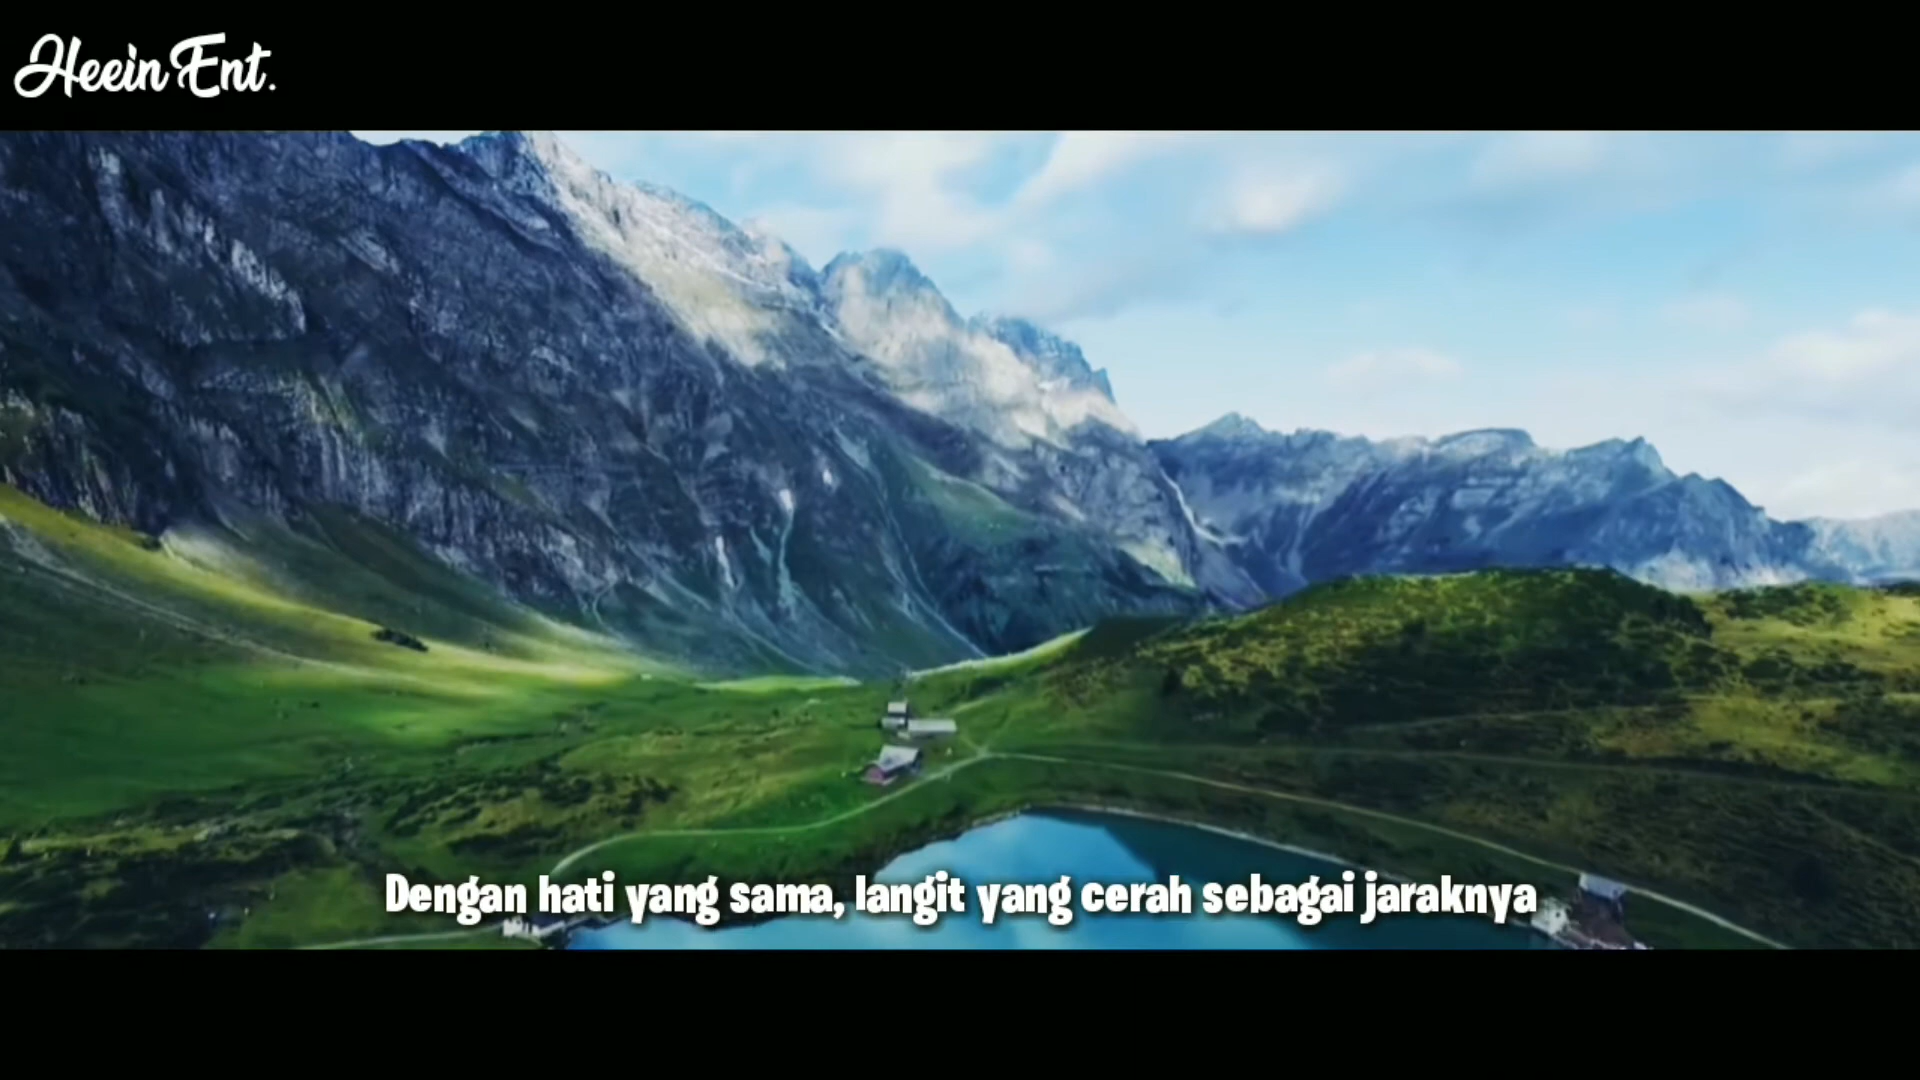 Heein Ent.
Dengan hati yang sama, langit yang cerah sebagai jaraknya